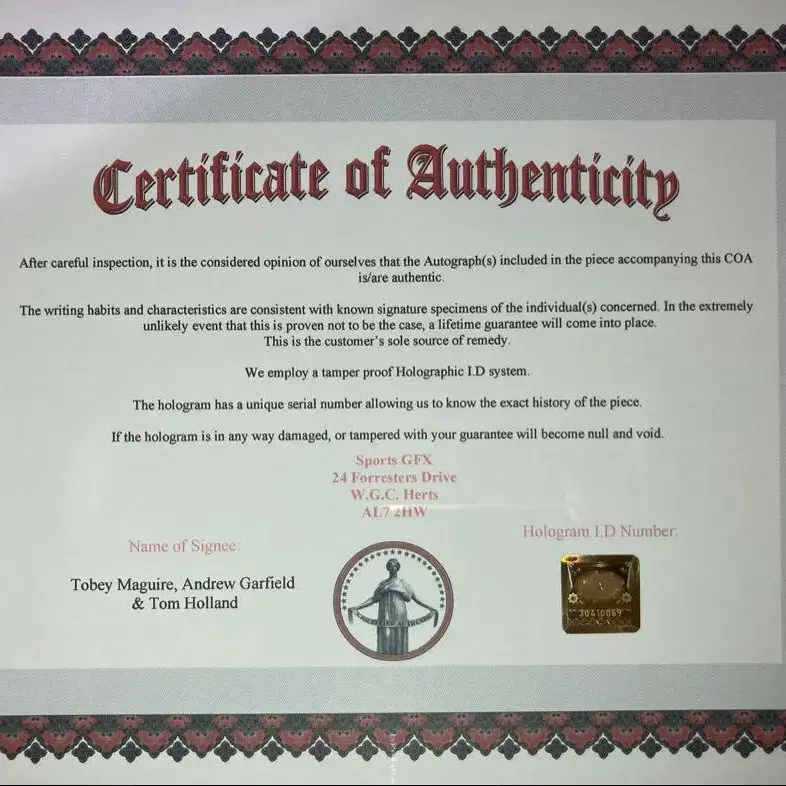 Certificate of Authenticity
After careful inspection, it is the considered opinion of ourselves that the Autograph(s) included in the piece accompanying this COA
is/are authentic.
The writing habits and characteristics are consistent with known signature specimens of the individual(s) concerned. In the extremely
unlikely event that this is proven not to be the case, a lifetime guarantee will come into place.
This is the customer's sole source of remedy.
We employ a tamper proof Holographic I.D system.
The hologram has a unique serial number allowing us to know the exact history of the piece.
If the hologram is in any way damaged, or tampered with your guarantee will become null and void.
Sports GFX
24 Forresters Drive
W.G.C. Herts
AL7 2HW
Hologram I.D Number:
Name of Signee:
Tobey Maguire, Andrew Garfield
& Tom Holland